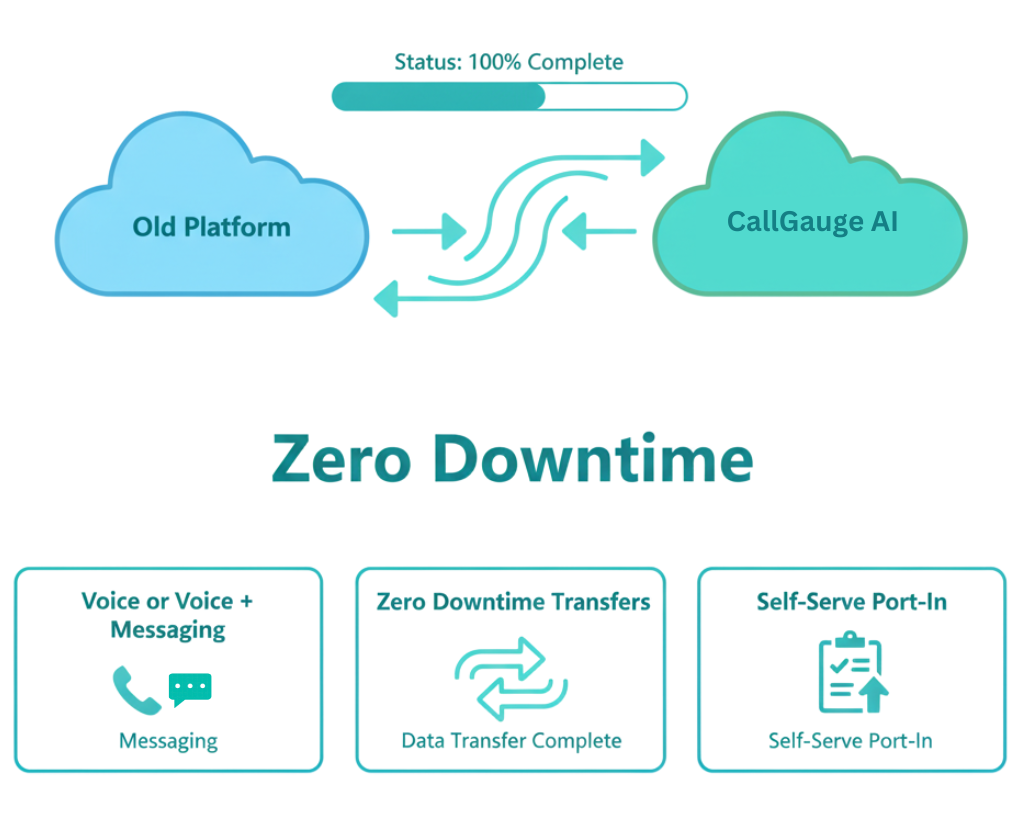 Status: 100% Complete
Old Platform
CallGauge AI
Zero Downtime
Voice or Voice +
Messaging
Messaging
Zero Downtime Transfers
Data Transfer Complete
Self-Serve Port-In
Self-Serve Port-In